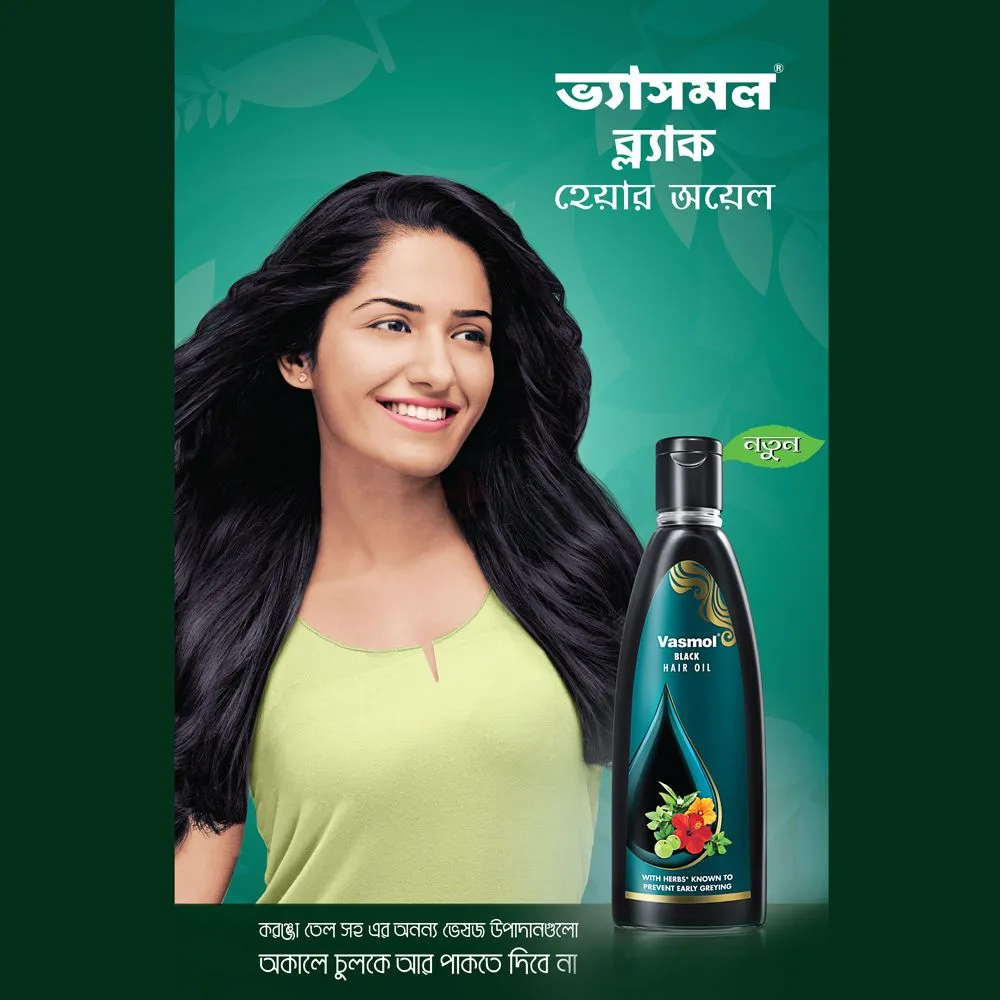 ভ্যাসমল®
ব্ল্যাক
হেয়ার অয়েল
নতুন
Vasmol®
BLACK
HAIR OIL
WITH HERBS* KNOWN TO
PREVENT EARLY GREYING
করঞ্জা তেল সহ এর অনন্য ভেষজ উপাদানগুলো
অকালে চুলকে আর পাকতে দিবে না